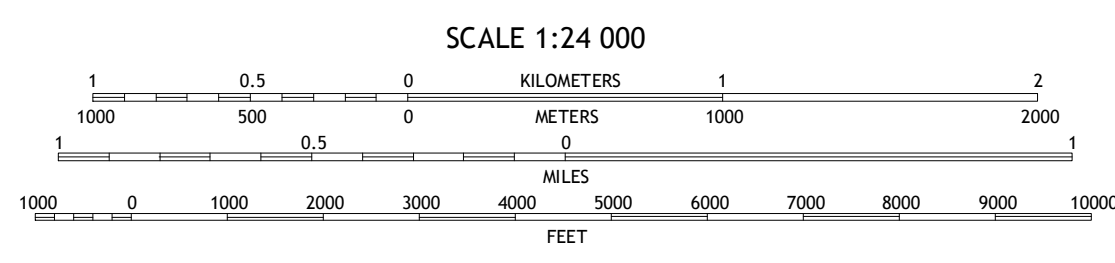 SCALE 1:24 000
1 0.5 0 KILOMETERS 1 2
1000 500 0 METERS 1000 2000
1 0.5 0 1
MILES
1000 0 1000 2000 3000 4000 5000 6000 7000 8000 9000 10000
FEET